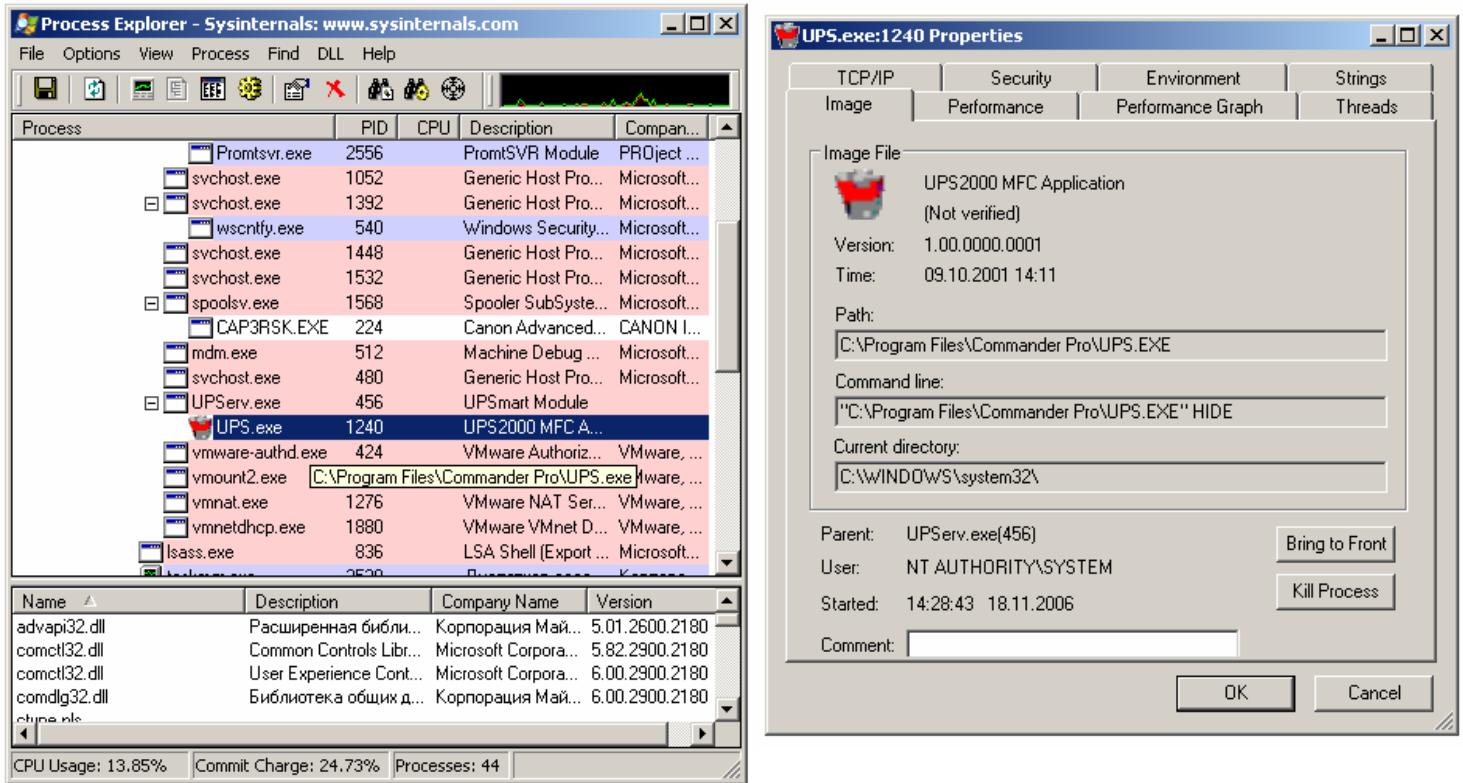 Process Explorer - Sysinternals: www.sysinternals.com
File Options View Process Find DLL Help
Process PID CPU Description Compan...
Promtsvr.exe 2556 PromtSVR Module PROject ...
svchost.exe 1052 Generic Host Pro... Microsoft...
svchost.exe 1392 Generic Host Pro... Microsoft...
wscntfy.exe 540 Windows Security... Microsoft...
svchost.exe 1448 Generic Host Pro... Microsoft...
svchost.exe 1532 Generic Host Pro... Microsoft...
spoolsv.exe 1568 Spooler SubSyste... Microsoft...
CAP3RSK.EXE 224 Canon Advanced... CANON I...
mdm.exe 512 Machine Debug ... Microsoft...
svchost.exe 480 Generic Host Pro... Microsoft...
UPServ.exe 456 UPSmart Module
UPS.exe 1240 UPS2000 MFC A...
vmware-authd.exe 424 VMware Authoriz... VMware, ...
vmount2.exe C:\Program Files\Commander Pro\UPS.exe Mware, ...
vmnat.exe 1276 VMware NAT Ser... VMware, ...
vmnetdhcp.exe 1880 VMware VMnet D... VMware, ...
lsass.exe 836 LSA Shell (Export ... Microsoft...
Name Description Company Name Version
advapi32.dll Расширенная библи... Корпорация Май... 5.01.2600.2180
comctl32.dll Common Controls Libr... Microsoft Corpora... 5.82.2900.2180
comctl32.dll User Experience Cont... Microsoft Corpora... 6.00.2900.2180
comdlg32.dll Библиотека общих д... Корпорация Май... 6.00.2900.2180
CPU Usage: 13.85% Commit Charge: 24.73% Processes: 44
UPS.exe:1240 Properties
TCP/IP Security Environment Strings
Image Performance Performance Graph Threads
Image File
UPS2000 MFC Application
(Not verified)
Version: 1.00.0000.0001
Time: 09.10.2001 14:11
Path:
C:\Program Files\Commander Pro\UPS.EXE
Command line:
"C:\Program Files\Commander Pro\UPS.EXE" HIDE
Current directory:
C:\WINDOWS\system32\
Parent: UPServ.exe(456)
Bring to Front
User: NT AUTHORITY\SYSTEM
Kill Process
Started: 14:28:43 18.11.2006
Comment:
OK Cancel